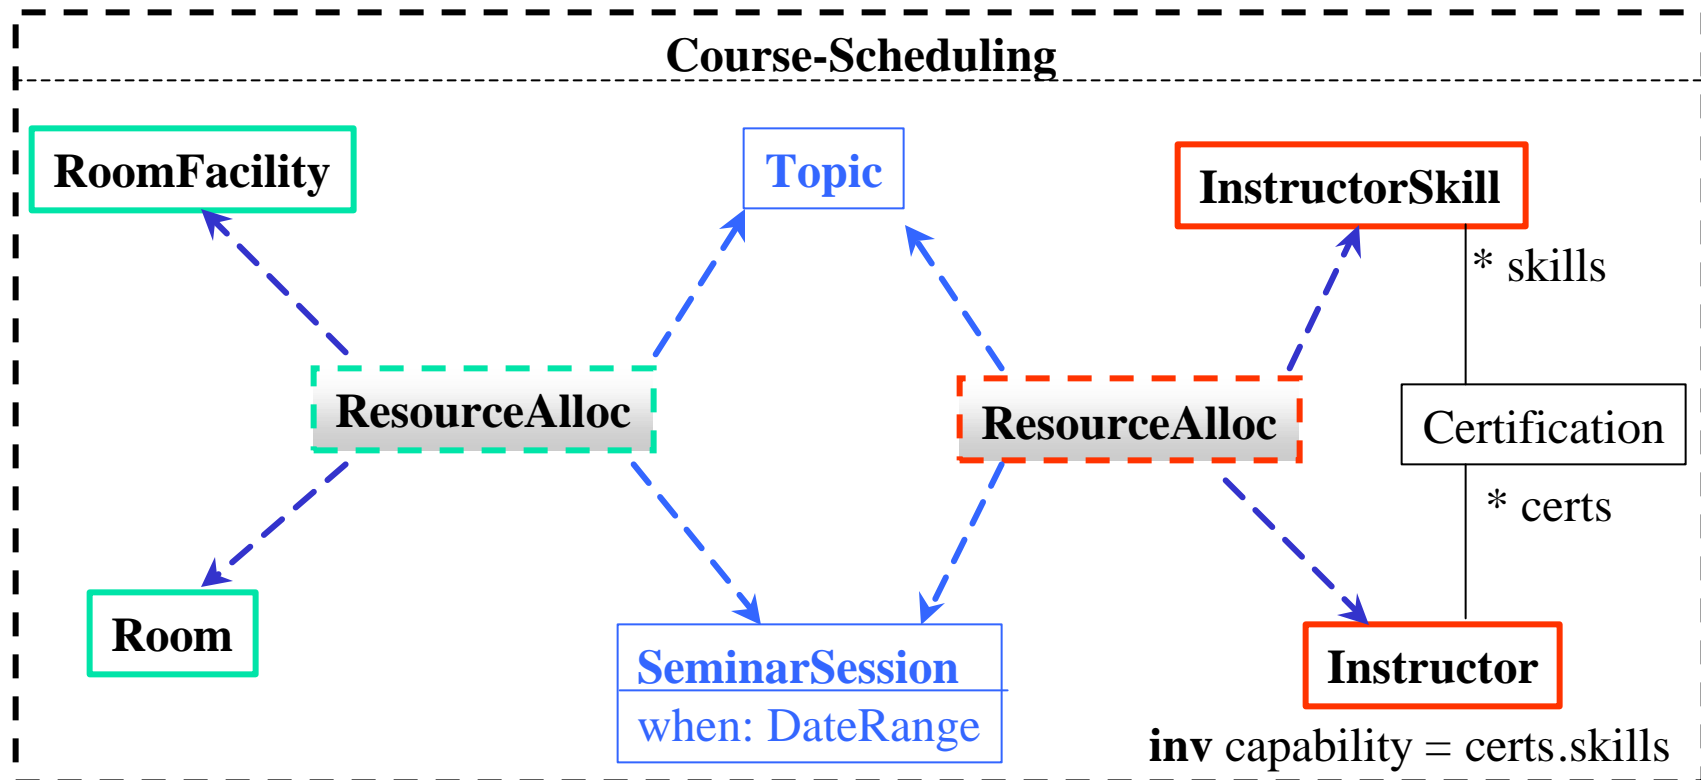 Course-Scheduling
RoomFacility
Topic
InstructorSkill
* skills
ResourceAlloc
ResourceAlloc
Certification
* certs
Room
SeminarSession
when: DateRange
Instructor
inv capability = certs.skills